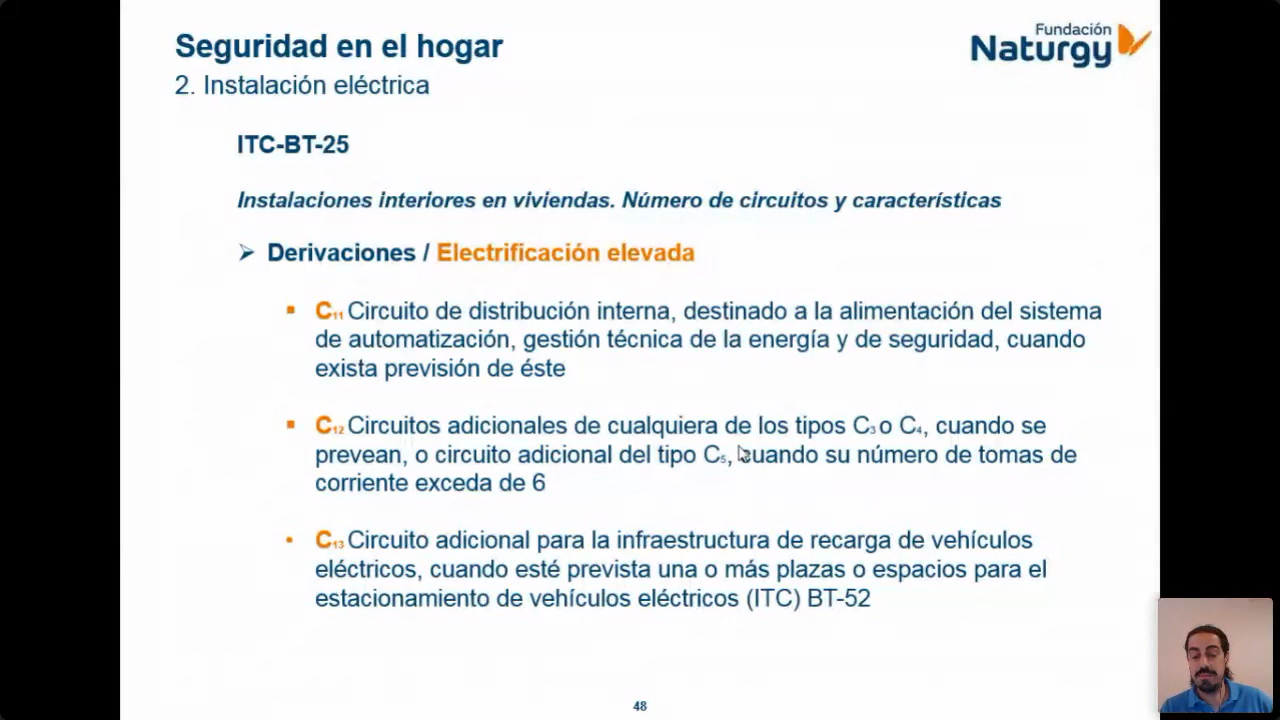 Seguridad en el hogar
2. Instalación eléctrica
Fundación
Naturgy
ITC-BT-25
Instalaciones interiores en viviendas. Número de circuitos y características
➢ Derivaciones / Electrificación elevada
▪ C₁₁ Circuito de distribución interna, destinado a la alimentación del sistema
de automatización, gestión técnica de la energía y de seguridad, cuando
exista previsión de éste
▪ C₁₂ Circuitos adicionales de cualquiera de los tipos C₃ o C₄, cuando se
prevean, o circuito adicional del tipo C₅, cuando su número de tomas de
corriente exceda de 6
• C₁₃ Circuito adicional para la infraestructura de recarga de vehículos
eléctricos, cuando esté prevista una o más plazas o espacios para el
estacionamiento de vehículos eléctricos (ITC) BT-52
48